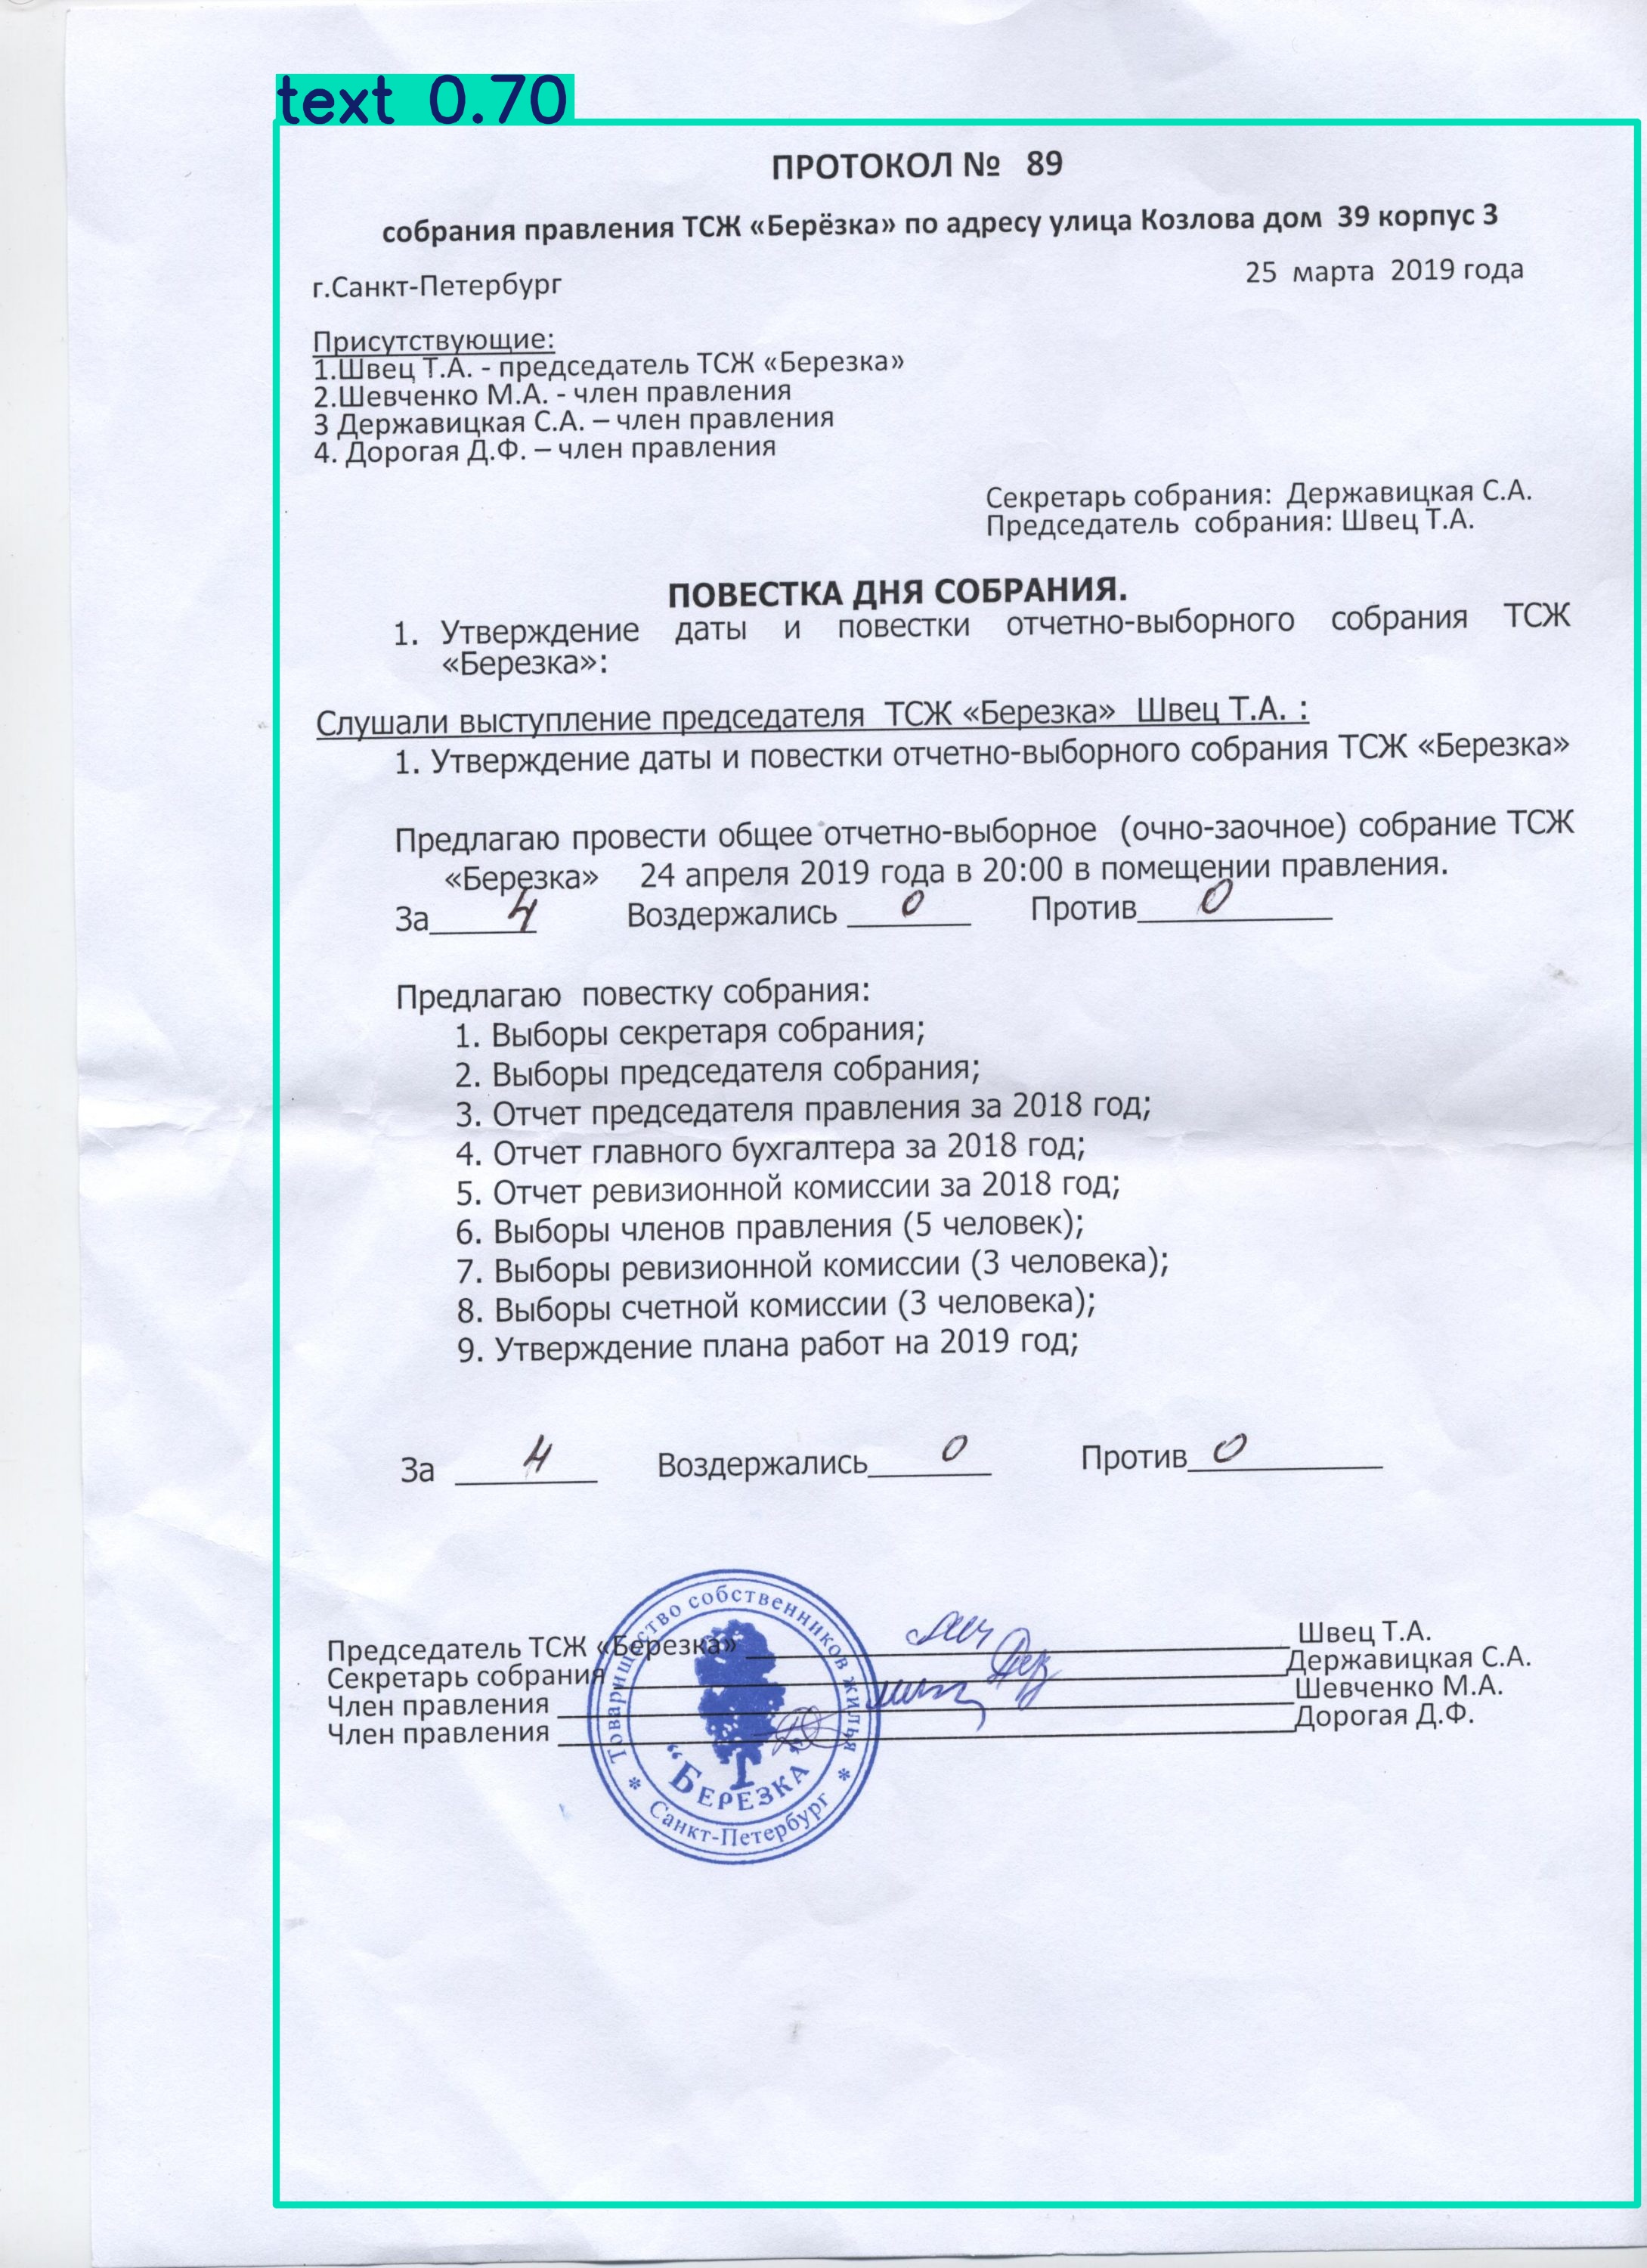 text 0.70
ПРОТОКОЛ № 89
собрания правления ТСЖ «Берёзка» по адресу улица Козлова дом 39 корпус 3
г.Санкт-Петербург 25 марта 2019 года
Присутствующие:
1.Швец Т.А. - председатель ТСЖ «Березка»
2.Шевченко М.А. - член правления
3 Державицкая С.А. – член правления
4. Дорогая Д.Ф. – член правления
Секретарь собрания: Державицкая С.А.
Председатель собрания: Швец Т.А.
ПОВЕСТКА ДНЯ СОБРАНИЯ.
1. Утверждение даты и повестки отчетно-выборного собрания ТСЖ
«Березка»:
Слушали выступление председателя ТСЖ «Березка» Швец Т.А. :
1. Утверждение даты и повестки отчетно-выборного собрания ТСЖ «Березка»
Предлагаю провести общее отчетно-выборное (очно-заочное) собрание ТСЖ
«Березка» 24 апреля 2019 года в 20:00 в помещении правления.
За 4 Воздержались 0 Против 0
Предлагаю повестку собрания:
1. Выборы секретаря собрания;
2. Выборы председателя собрания;
3. Отчет председателя правления за 2018 год;
4. Отчет главного бухгалтера за 2018 год;
5. Отчет ревизионной комиссии за 2018 год;
6. Выборы членов правления (5 человек);
7. Выборы ревизионной комиссии (3 человека);
8. Выборы счетной комиссии (3 человека);
9. Утверждение плана работ на 2019 год;
За 4 Воздержались 0 Против 0
Председатель ТСЖ «Березка» Швец Т.А.
Секретарь собрания Державицкая С.А.
Член правления Шевченко М.А.
Член правления Дорогая Д.Ф.
Товарищество собственников жилья
“БЕРЕЗКА”
* Санкт-Петербург *